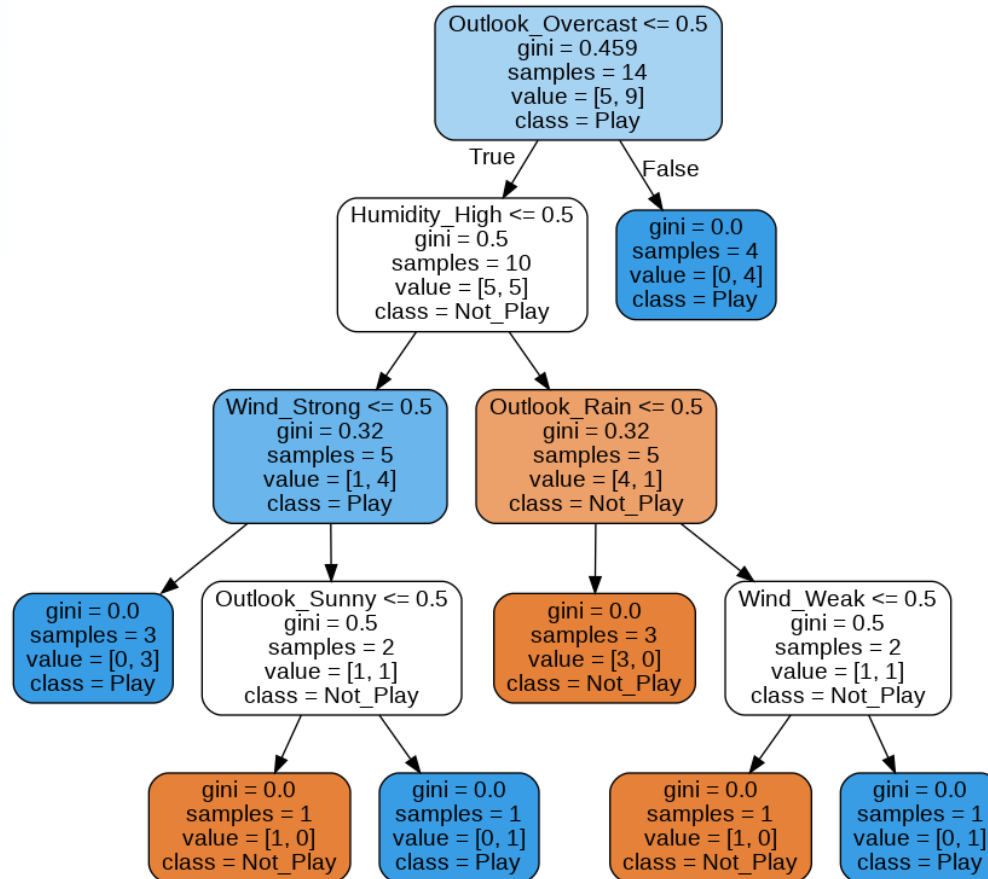 Outlook_Overcast <= 0.5
gini = 0.459
samples = 14
value = [5, 9]
class = Play
True
False
Humidity_High <= 0.5
gini = 0.5
samples = 10
value = [5, 5]
class = Not_Play
gini = 0.0
samples = 4
value = [0, 4]
class = Play
Wind_Strong <= 0.5
gini = 0.32
samples = 5
value = [1, 4]
class = Play
Outlook_Rain <= 0.5
gini = 0.32
samples = 5
value = [4, 1]
class = Not_Play
gini = 0.0
samples = 3
value = [0, 3]
class = Play
Outlook_Sunny <= 0.5
gini = 0.5
samples = 2
value = [1, 1]
class = Not_Play
gini = 0.0
samples = 3
value = [3, 0]
class = Not_Play
Wind_Weak <= 0.5
gini = 0.5
samples = 2
value = [1, 1]
class = Not_Play
gini = 0.0
samples = 1
value = [1, 0]
class = Not_Play
gini = 0.0
samples = 1
value = [0, 1]
class = Play
gini = 0.0
samples = 1
value = [1, 0]
class = Not_Play
gini = 0.0
samples = 1
value = [0, 1]
class = Play